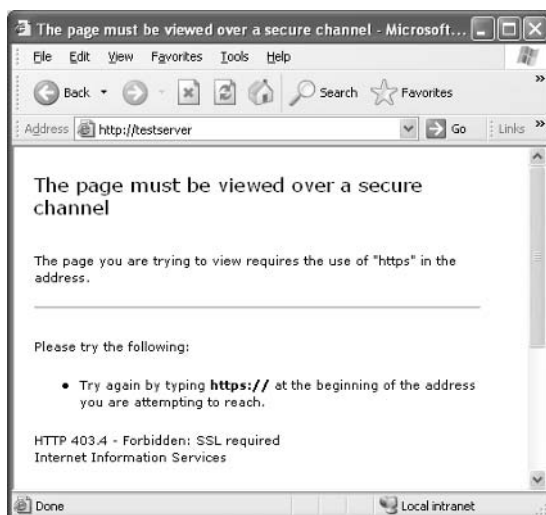 The page must be viewed over a secure channel - Microsoft...
File Edit View Favorites Tools Help
Back Search Favorites »
Address http://testserver Go Links »
The page must be viewed over a secure
channel
The page you are trying to view requires the use of "https" in the
address.
Please try the following:
• Try again by typing https:// at the beginning of the address
you are attempting to reach.
HTTP 403.4 - Forbidden: SSL required
Internet Information Services
Done Local intranet